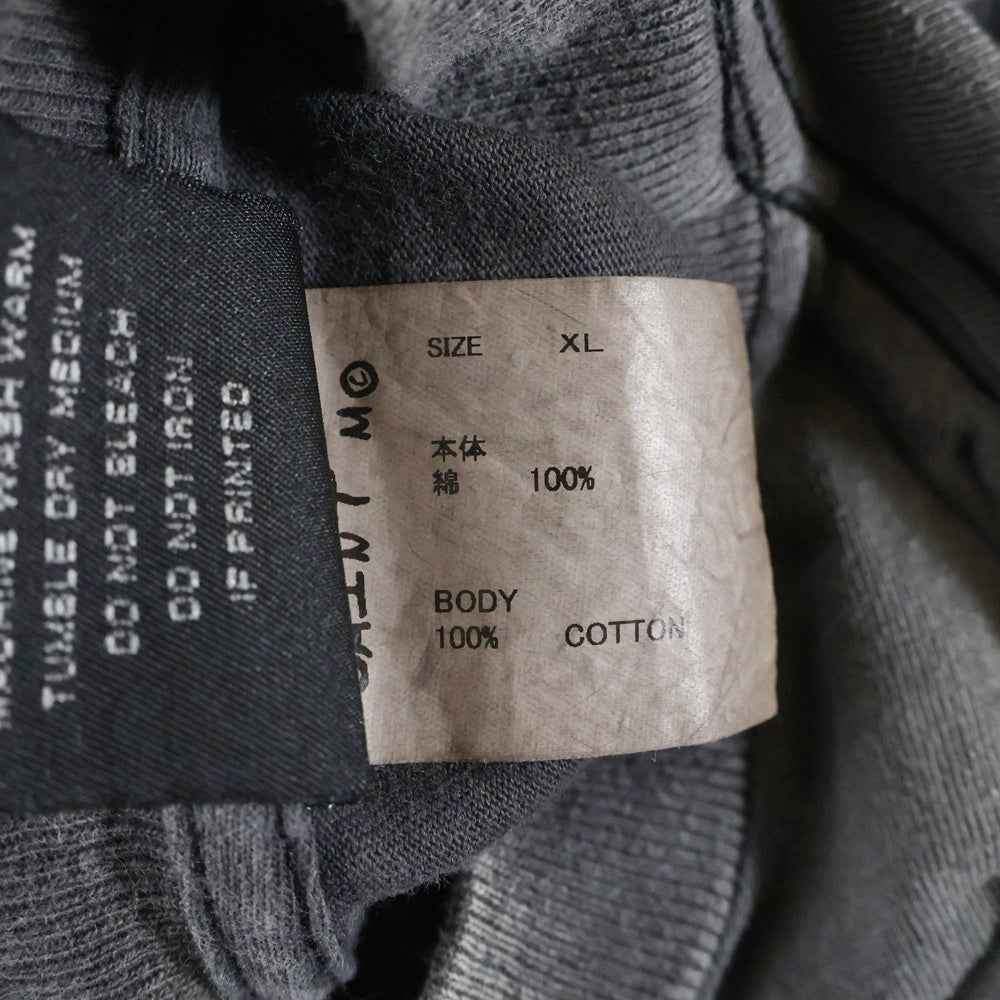 MACHINE WASH WARM
TUMBLE DRY MEDIUM
DO NOT BLEACH
DO NOT IRON
IF PRINTED
SAINT M©
SIZE XL
本体
綿 100%
BODY
100% COTTON